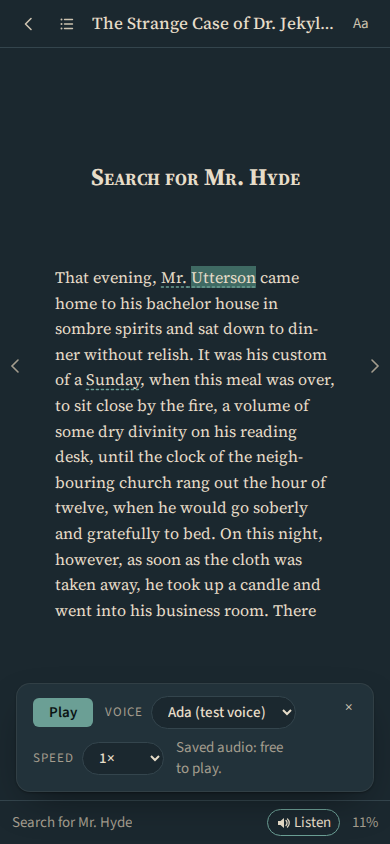 The Strange Case of Dr. Jekyl...
Aa
Search for Mr. Hyde
That evening, Mr. Utterson came
home to his bachelor house in
sombre spirits and sat down to din-
ner without relish. It was his custom
of a Sunday, when this meal was over,
to sit close by the fire, a volume of
some dry divinity on his reading
desk, until the clock of the neigh-
bouring church rang out the hour of
twelve, when he would go soberly
and gratefully to bed. On this night,
however, as soon as the cloth was
taken away, he took up a candle and
went into his business room. There
Play
VOICE
Ada (test voice)
×
SPEED
1×
Saved audio: free
to play.
Search for Mr. Hyde
Listen
11%